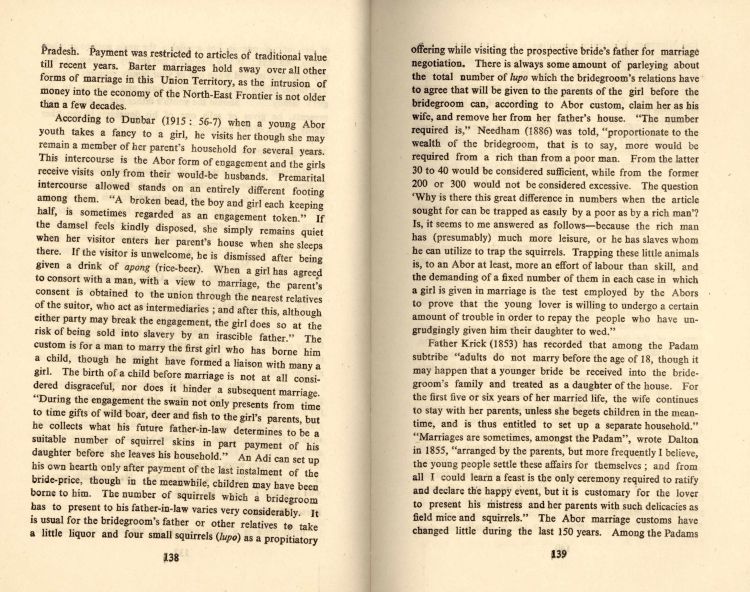 Pradesh. Payment was restricted to articles of traditional value
till recent years. Barter marriages hold sway over all other
forms of marriage in this Union Territory, as the intrusion of
money into the economy of the North-East Frontier is not older
than a few decades.
According to Dunbar (1915 : 56-7) when a young Abor
youth takes a fancy to a girl, he visits her though she may
remain a member of her parent's household for several years.
This intercourse is the Abor form of engagement and the girls
receive visits only from their would-be husbands. Premarital
intercourse allowed stands on an entirely different footing
among them. "A broken bead, the boy and girl each keeping
half, is sometimes regarded as an engagement token." If
the damsel feels kindly disposed, she simply remains quiet
when her visitor enters her parent's house when she sleeps
there. If the visitor is unwelcome, he is dismissed after being
given a drink of apong (rice-beer). When a girl has agreed
to consort with a man, with a view to marriage, the parent's
consent is obtained to the union through the nearest relatives
of the suitor, who act as intermediaries ; and after this, although
either party may break the engagement, the girl does so at the
risk of being sold into slavery by an irascible father." The
custom is for a man to marry the first girl who has borne him
a child, though he might have formed a liaison with many a
girl. The birth of a child before marriage is not at all consi-
dered disgraceful, nor does it hinder a subsequent marriage.
"During the engagement the swain not only presents from time
to time gifts of wild boar, deer and fish to the girl's parents, but
he collects what his future father-in-law determines to be a
suitable number of squirrel skins in part payment of his
daughter before she leaves his household." An Adi can set up
his own hearth only after payment of the last instalment of the
bride-price, though in the meanwhile, children may have been
borne to him. The number of squirrels which a bridegroom
has to present to his father-in-law varies very considerably. It
is usual for the bridegroom's father or other relatives to take
a little liquor and four small squirrels (lupo) as a propitiatory
138
offering while visiting the prospective bride's father for marriage
negotiation. There is always some amount of parleying about
the total number of lupo which the bridegroom's relations have
to agree that will be given to the parents of the girl before the
bridegroom can, according to Abor custom, claim her as his
wife, and remove her from her father's house. "The number
required is," Needham (1886) was told, "proportionate to the
wealth of the bridegroom, that is to say, more would be
required from a rich than from a poor man. From the latter
30 to 40 would be considered sufficient, while from the former
200 or 300 would not be considered excessive. The question
'Why is there this great difference in numbers when the article
sought for can be trapped as easily by a poor as by a rich man'?
Is, it seems to me answered as follows—because the rich man
has (presumably) much more leisure, or he has slaves whom
he can utilize to trap the squirrels. Trapping these little animals
is, to an Abor at least, more an effort of labour than skill, and
the demanding of a fixed number of them in each case in which
a girl is given in marriage is the test employed by the Abors
to prove that the young lover is willing to undergo a certain
amount of trouble in order to repay the people who have un-
grudgingly given him their daughter to wed."
Father Krick (1853) has recorded that among the Padam
subtribe "adults do not marry before the age of 18, though it
may happen that a younger bride be received into the bride-
groom's family and treated as a daughter of the house. For
the first five or six years of her married life, the wife continues
to stay with her parents, unless she begets children in the mean-
time, and is thus entitled to set up a separate household."
"Marriages are sometimes, amongst the Padam", wrote Dalton
in 1855, "arranged by the parents, but more frequently I believe,
the young people settle these affairs for themselves ; and from
all I could learn a feast is the only ceremony required to ratify
and declare the happy event, but it is customary for the lover
to present his mistress and her parents with such delicacies as
field mice and squirrels." The Abor marriage customs have
changed little during the last 150 years. Among the Padams
139